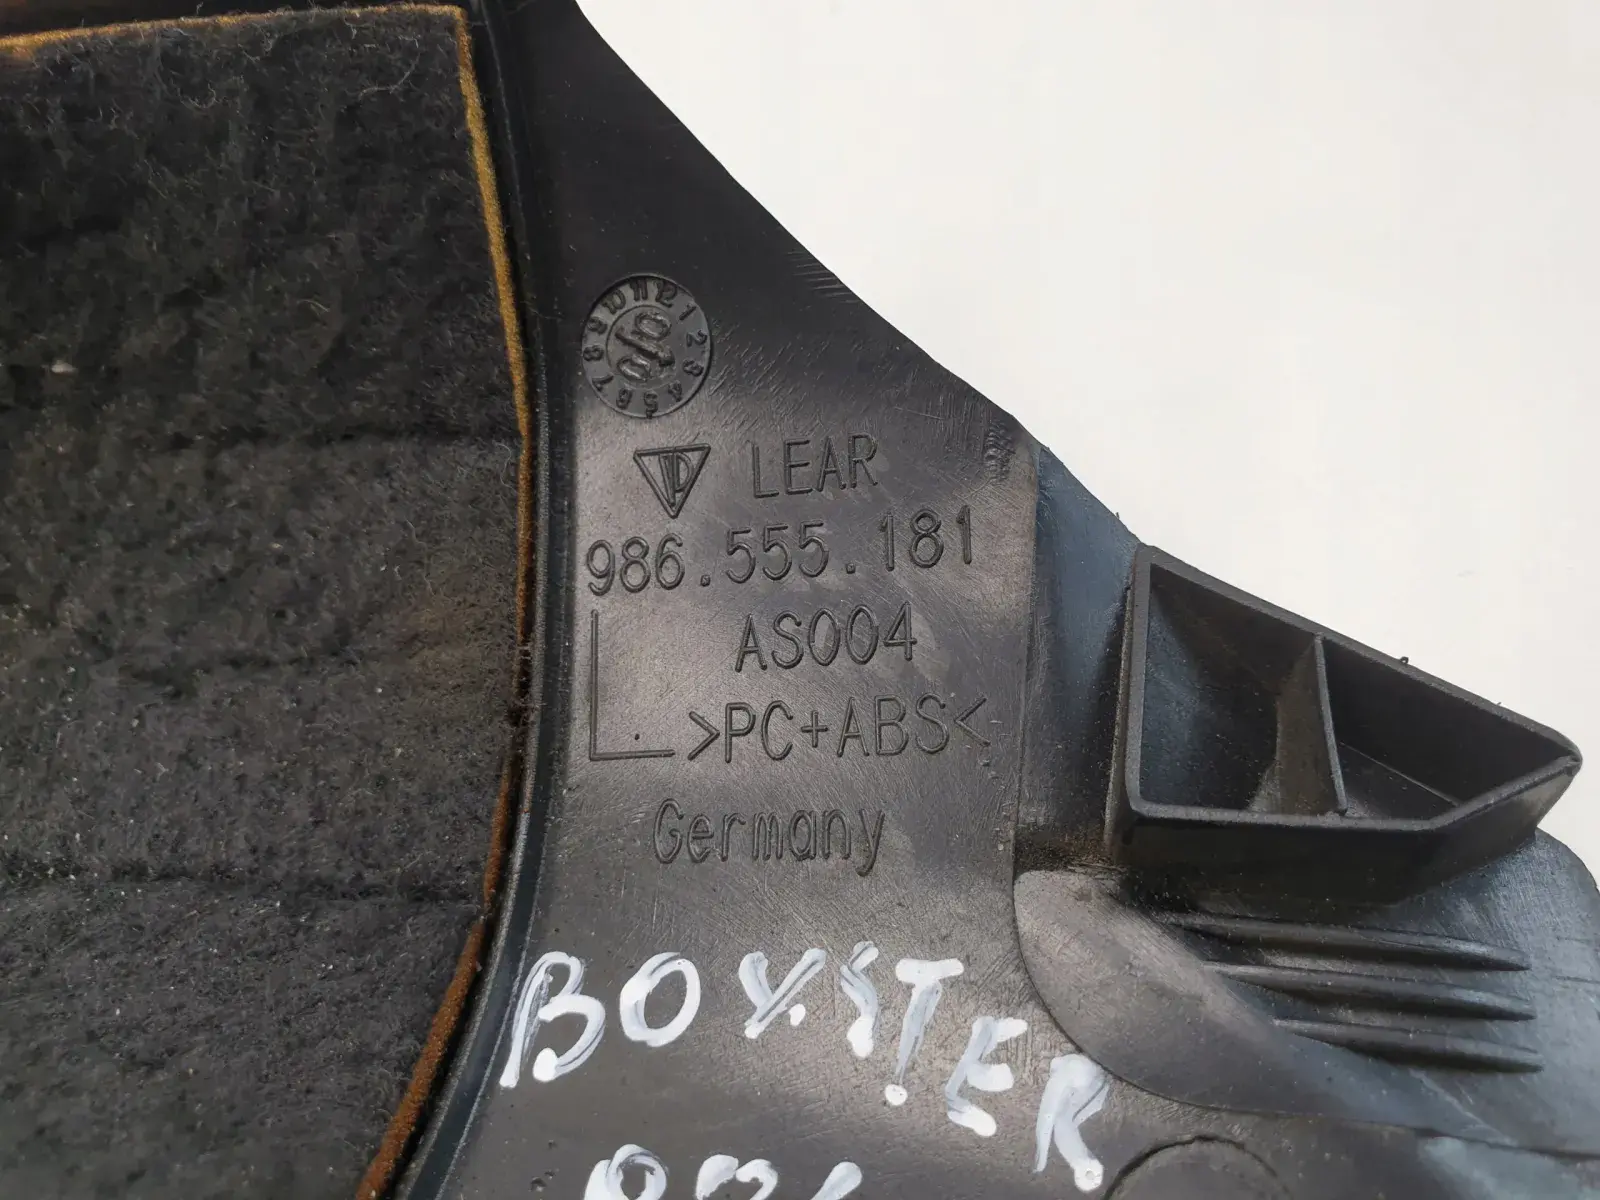 LEAR
986.555.181
AS004
>PC+ABS<
Germany
BOXSTER